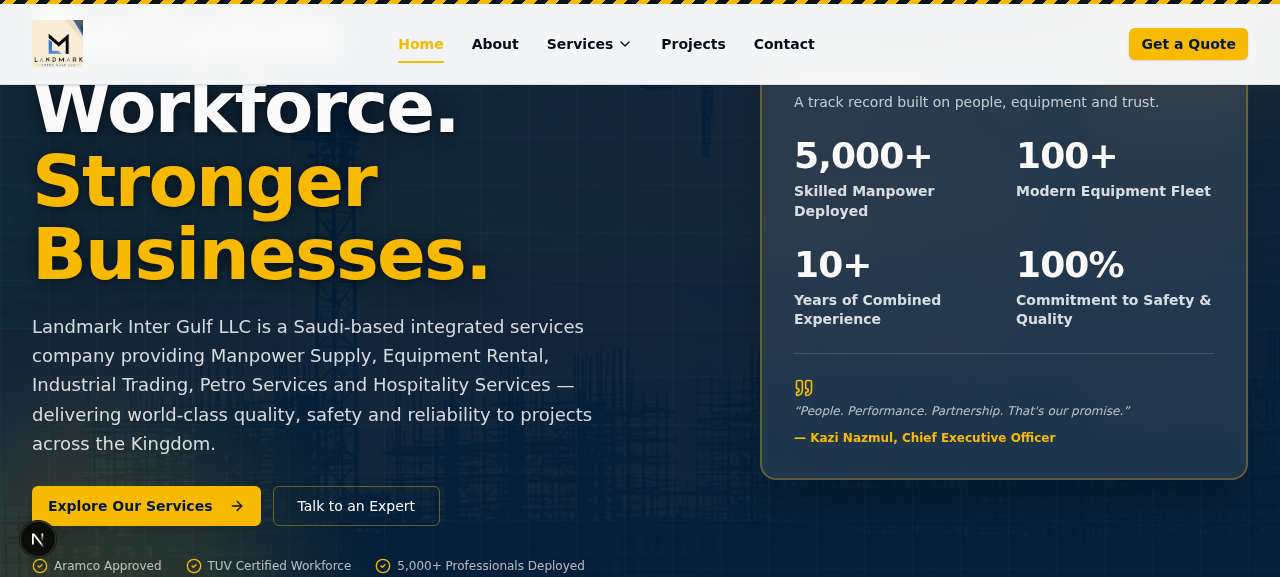 LANDMARK
Home
About
Services
Projects
Contact
Get a Quote
Workforce.
Stronger
Businesses.
Landmark Inter Gulf LLC is a Saudi-based integrated services
company providing Manpower Supply, Equipment Rental,
Industrial Trading, Petro Services and Hospitality Services —
delivering world-class quality, safety and reliability to projects
across the Kingdom.
Explore Our Services
Talk to an Expert
Aramco Approved
TUV Certified Workforce
5,000+ Professionals Deployed
A track record built on people, equipment and trust.
5,000+
Skilled Manpower
Deployed
100+
Modern Equipment Fleet
10+
Years of Combined
Experience
100%
Commitment to Safety &
Quality
“People. Performance. Partnership. That's our promise.”
— Kazi Nazmul, Chief Executive Officer
N